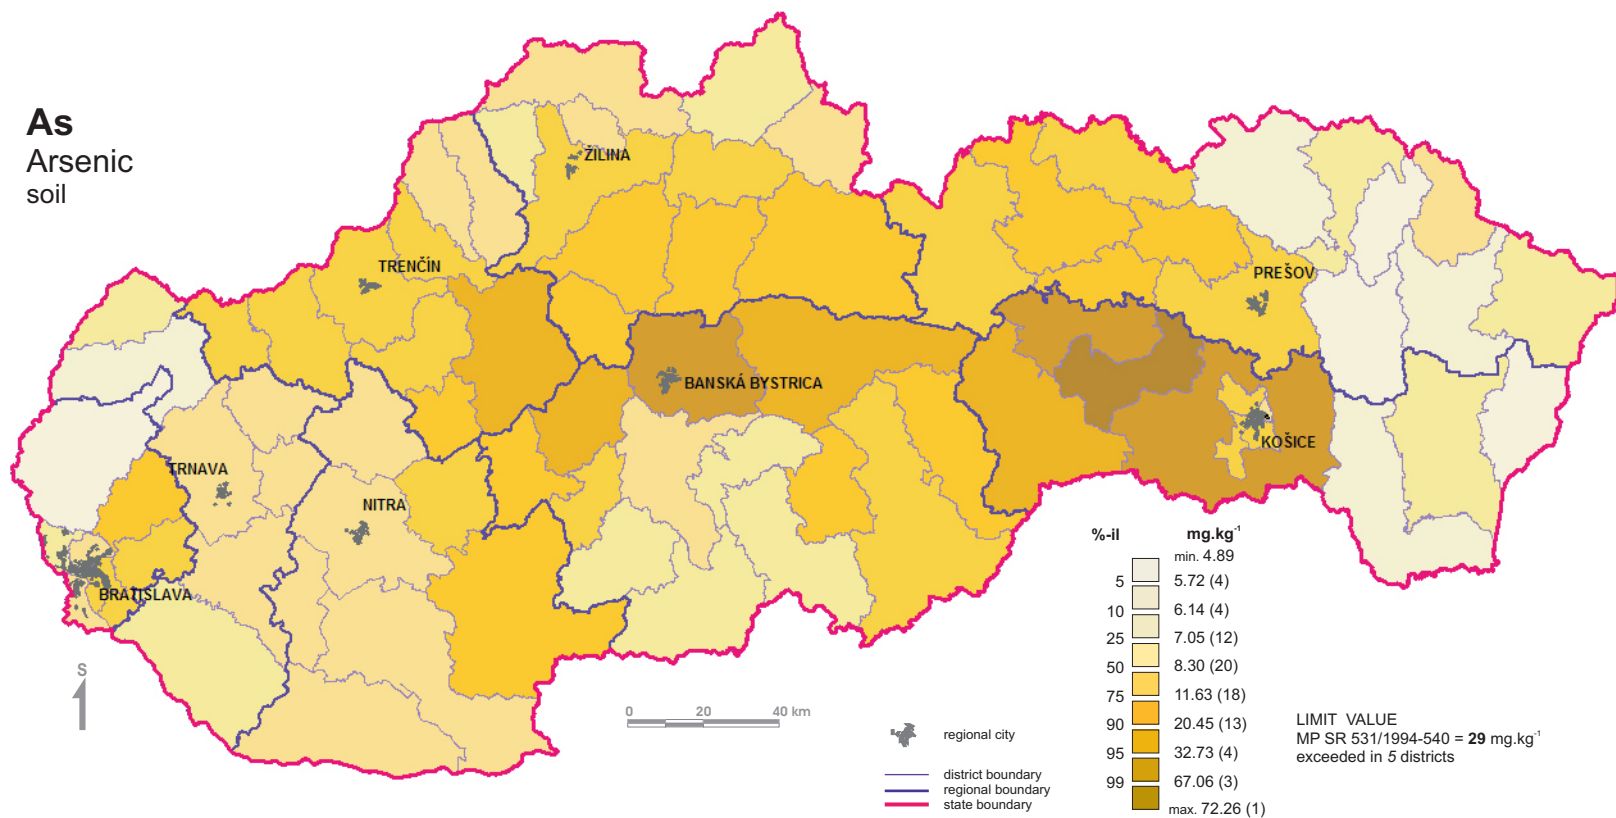 As
Arsenic
soil
ŽILINA
TRENČÍN
PREŠOV
BANSKÁ BYSTRICA
KOŠICE
TRNAVA
NITRA
BRATISLAVA
S
0 20 40 km
regional city
district boundary
regional boundary
state boundary
%-il mg.kg⁻¹
min. 4.89
5 5.72 (4)
10 6.14 (4)
25 7.05 (12)
50 8.30 (20)
75 11.63 (18)
90 20.45 (13)
95 32.73 (4)
99 67.06 (3)
max. 72.26 (1)
LIMIT VALUE
MP SR 531/1994-540 = 29 mg.kg⁻¹
exceeded in 5 districts